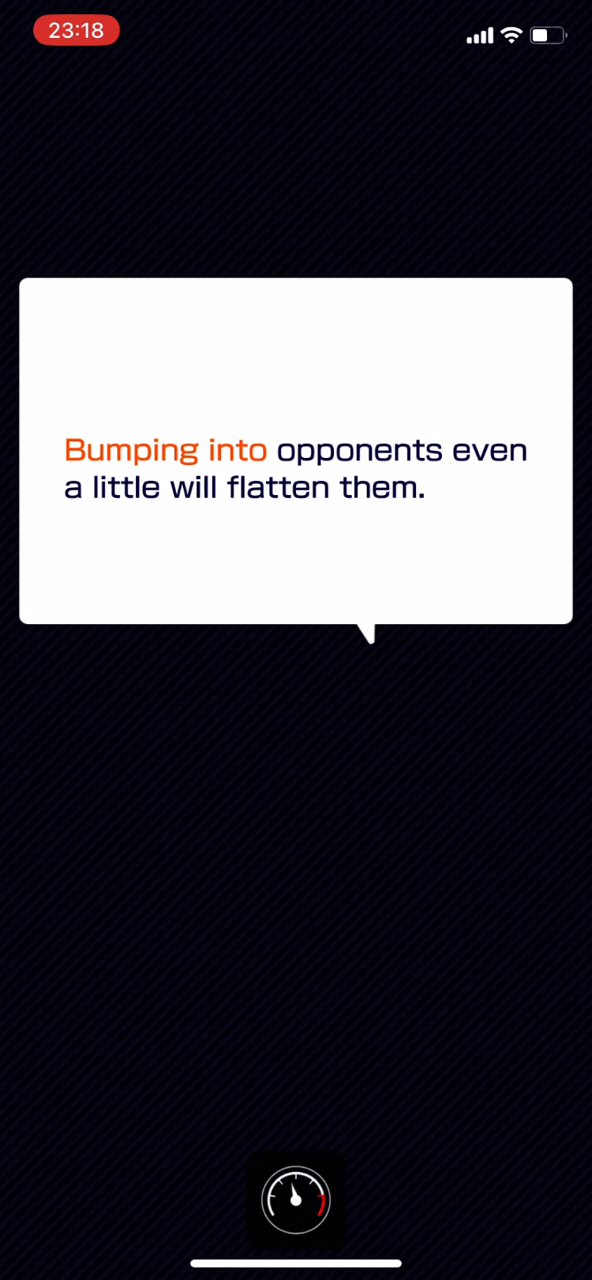 23:18
Bumping into opponents even
a little will flatten them.